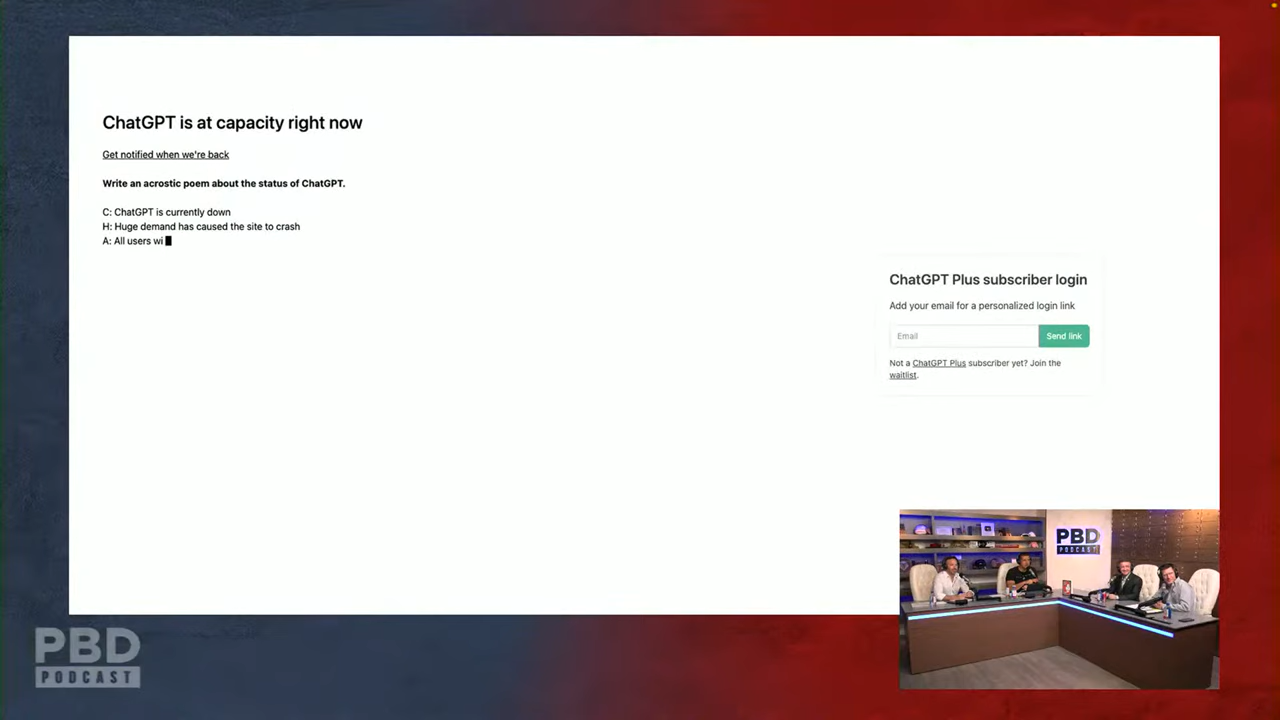 ChatGPT is at capacity right now
Get notified when we're back
Write an acrostic poem about the status of ChatGPT.
C: ChatGPT is currently down
H: Huge demand has caused the site to crash
A: All users wi
ChatGPT Plus subscriber login
Add your email for a personalized login link
Email
Send link
Not a ChatGPT Plus subscriber yet? Join the
waitlist.
PBD
PODCAST
PBD
PODCAST